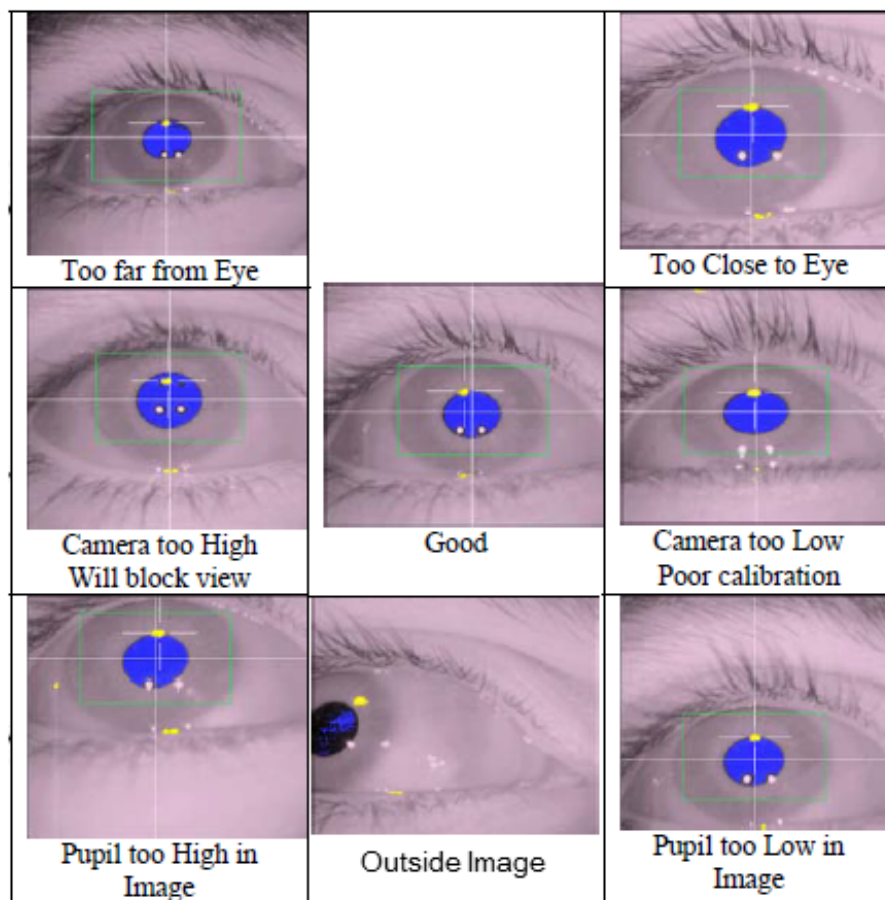 Too far from Eye
Too Close to Eye
Camera too High
Will block view
Good
Camera too Low
Poor calibration
Pupil too High in
Image
Outside Image
Pupil too Low in
Image